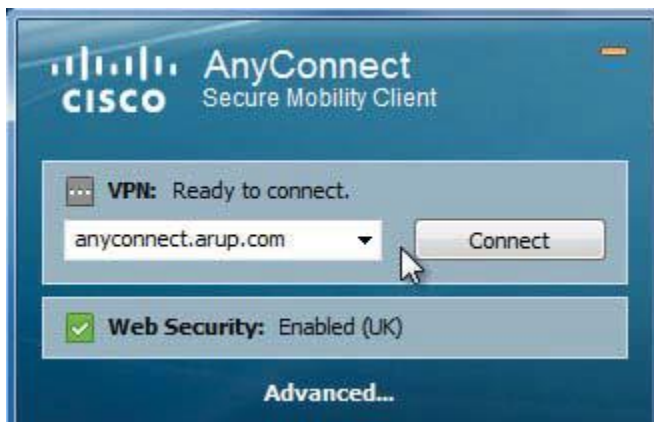 CISCO
AnyConnect
Secure Mobility Client
VPN: Ready to connect.
anyconnect.arup.com
Connect
Web Security: Enabled (UK)
Advanced...